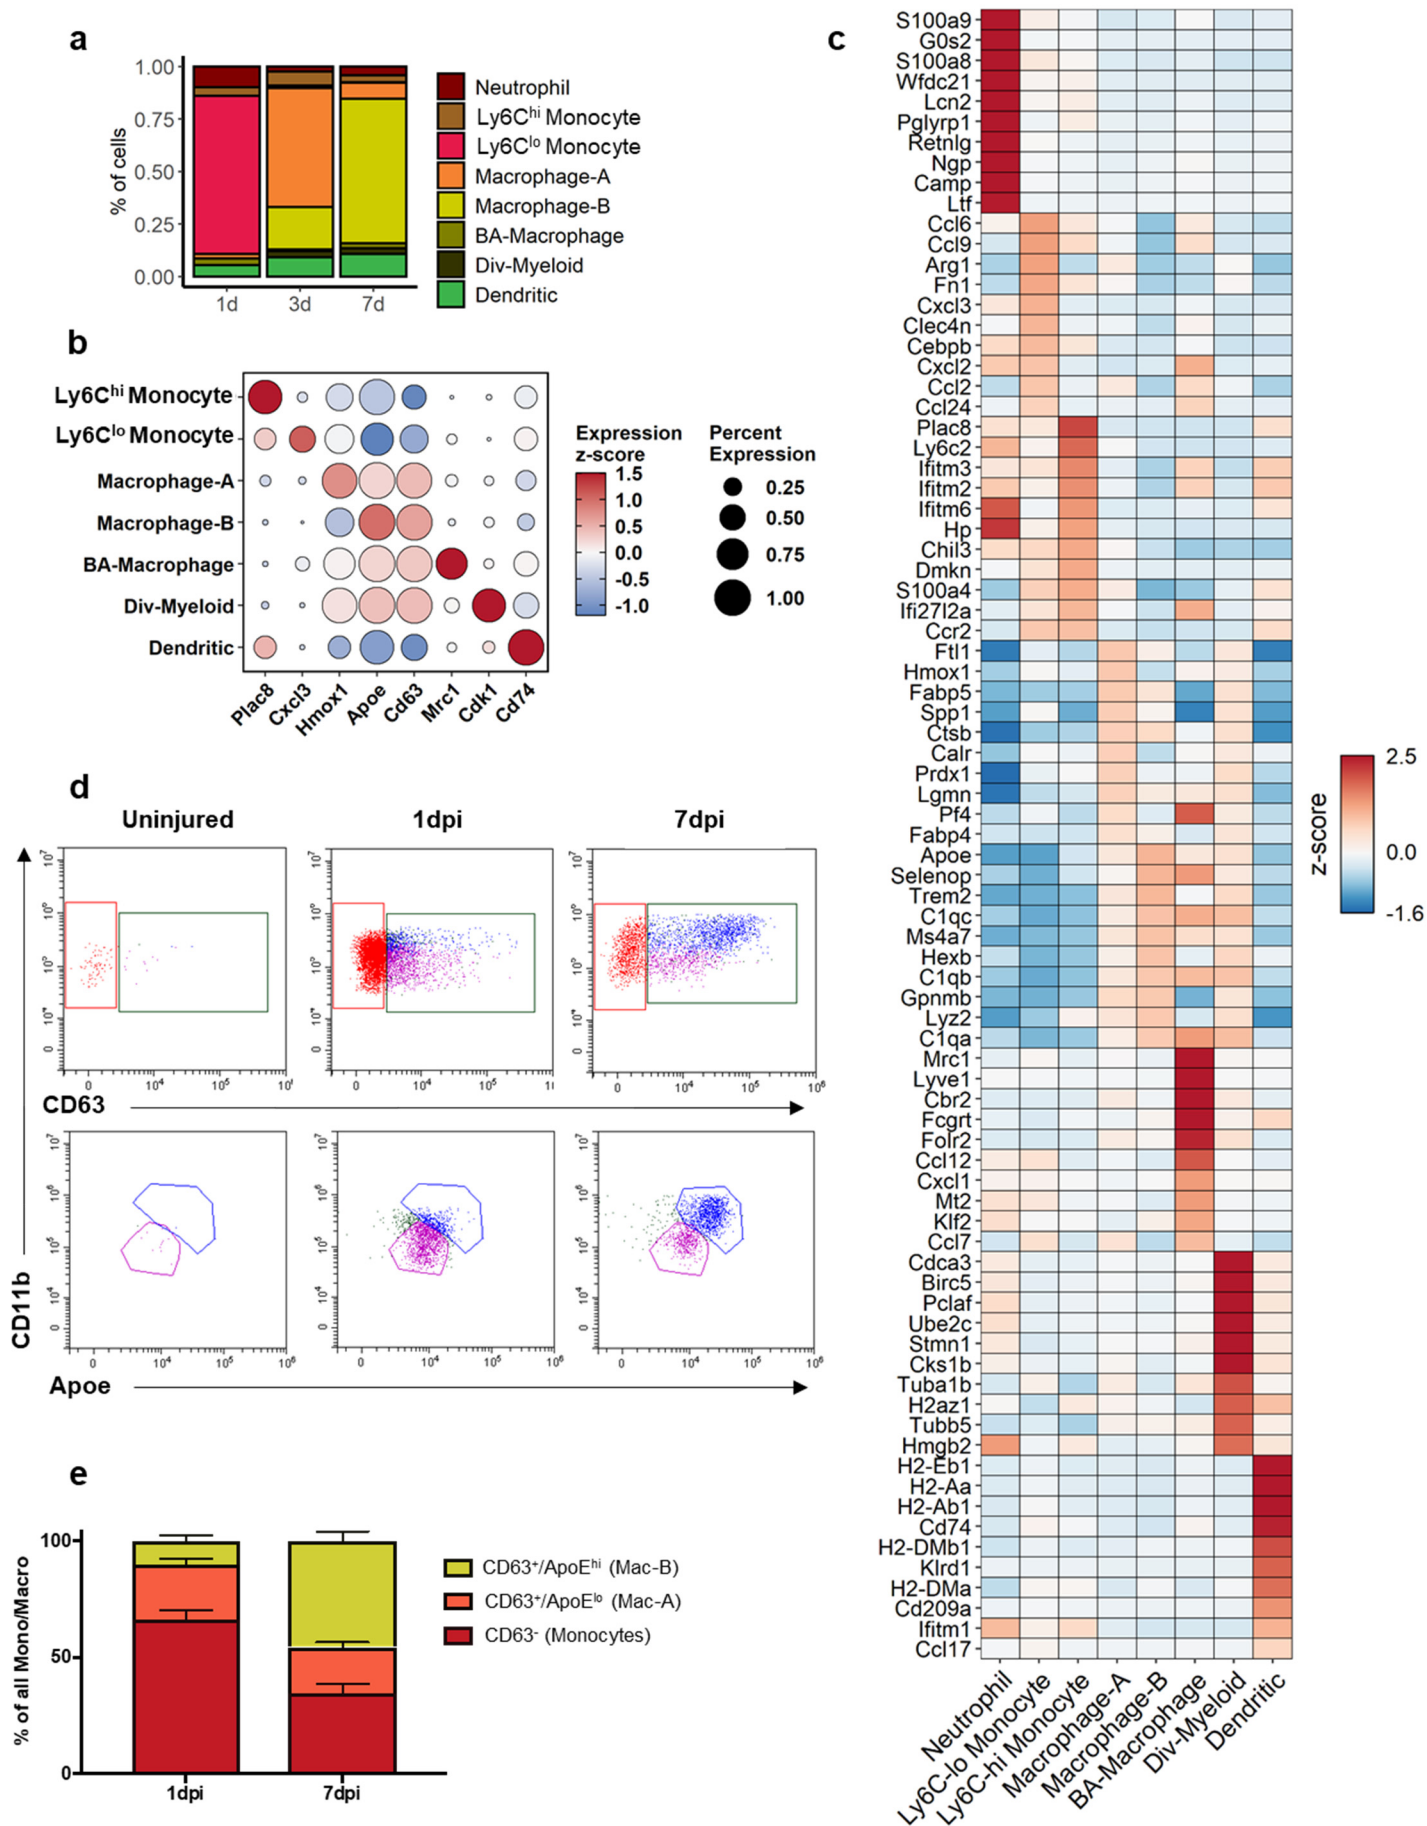 a
1.00
0.75
0.50
0.25
0.00
% of cells
1d
3d
7d
Neutrophil
Ly6Chi Monocyte
Ly6Clo Monocyte
Macrophage-A
Macrophage-B
BA-Macrophage
Div-Myeloid
Dendritic
b
Ly6Chi Monocyte
Ly6Clo Monocyte
Macrophage-A
Macrophage-B
BA-Macrophage
Div-Myeloid
Dendritic
Plac8
Cxcl3
Hmox1
Apoe
Cd63
Mrc1
Cdk1
Cd74
Expression
z-score
1.5
1.0
0.5
0.0
-0.5
-1.0
Percent
Expression
0.25
0.50
0.75
1.00
c
S100a9
G0s2
S100a8
Wfdc21
Lcn2
Pglyrp1
Retnlg
Ngp
Camp
Ltf
Ccl6
Ccl9
Arg1
Fn1
Cxcl3
Clec4n
Cebpb
Cxcl2
Ccl2
Ccl24
Plac8
Ly6c2
Ifitm3
Ifitm2
Ifitm6
Hp
Chil3
Dmkn
S100a4
Ifi27l2a
Ccr2
Ftl1
Hmox1
Fabp5
Spp1
Ctsb
Calr
Prdx1
Lgmn
Pf4
Fabp4
Apoe
Selenop
Trem2
C1qc
Ms4a7
Hexb
C1qb
Gpnmb
Lyz2
C1qa
Mrc1
Lyve1
Cbr2
Fcgrt
Folr2
Ccl12
Cxcl1
Mt2
Klf2
Ccl7
Cdca3
Birc5
Pclaf
Ube2c
Stmn1
Cks1b
Tuba1b
H2az1
Tubb5
Hmgb2
H2-Eb1
H2-Aa
H2-Ab1
Cd74
H2-DMb1
Klrd1
H2-DMa
Cd209a
Ifitm1
Ccl17
Neutrophil
Ly6C-lo Monocyte
Ly6C-hi Monocyte
Macrophage-A
Macrophage-B
BA-Macrophage
Div-Myeloid
Dendritic
z-score
2.5
0.0
-1.6
d
Uninjured
1dpi
7dpi
CD63
CD11b
Apoe
e
% of all Mono/Macro
100
50
0
1dpi
7dpi
CD63+/ApoEhi (Mac-B)
CD63+/ApoElo (Mac-A)
CD63- (Monocytes)